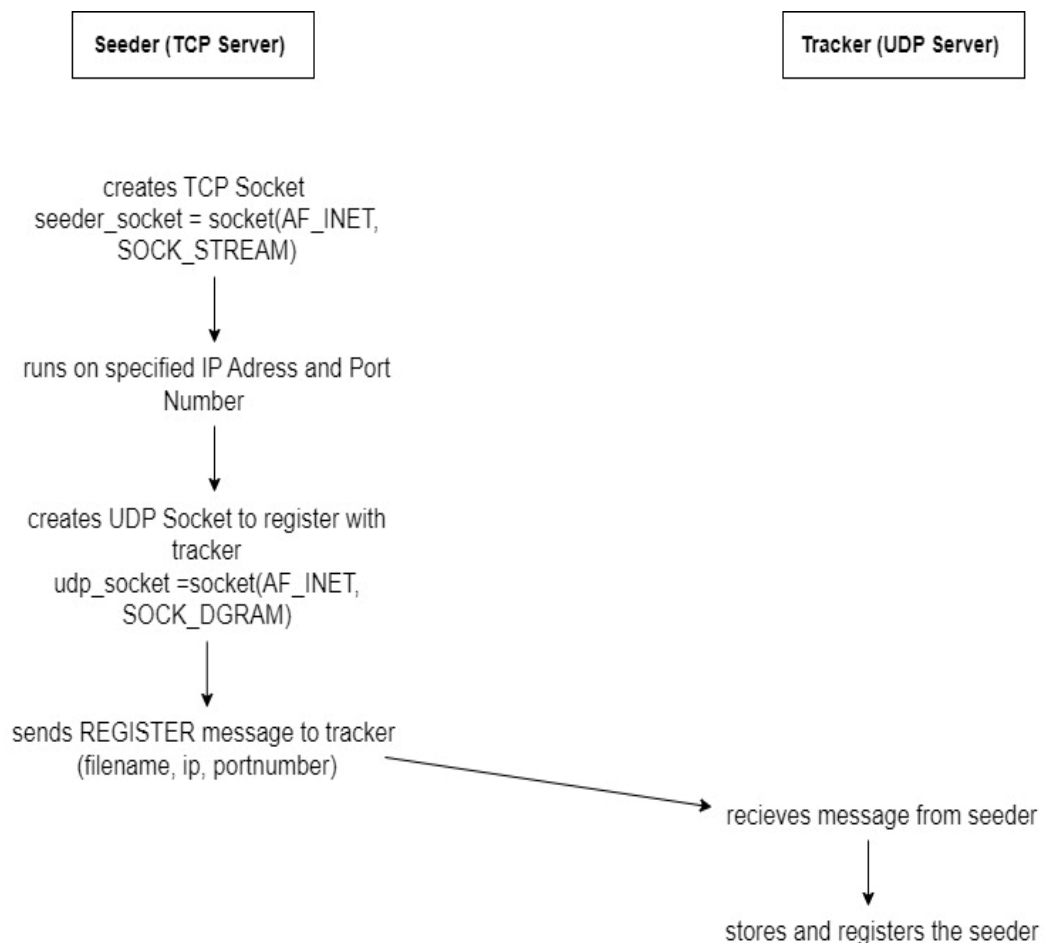 Seeder (TCP Server)
Tracker (UDP Server)
creates TCP Socket
seeder_socket = socket(AF_INET,
SOCK_STREAM)
runs on specified IP Adress and Port
Number
creates UDP Socket to register with
tracker
udp_socket =socket(AF_INET,
SOCK_DGRAM)
sends REGISTER message to tracker
(filename, ip, portnumber)
recieves message from seeder
stores and registers the seeder